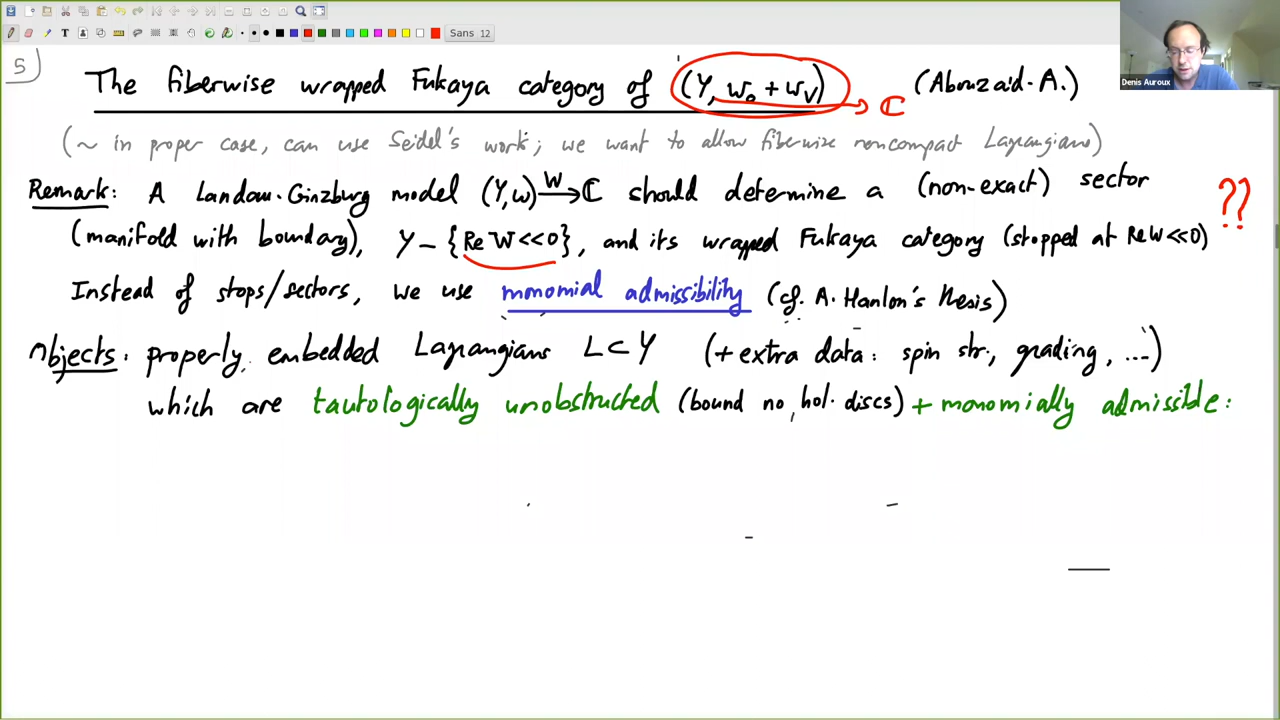 Sans 12
Denis Auroux
5
The fiberwise wrapped Fukaya category of (Y, W₀ + W_V) → ℂ (Abouzaid-A.)
(~ in proper case, can use Seidel's work; we want to allow fiberwise noncompact Lagrangians)
Remark: A Landau-Ginzburg model (Y,W) —W→ ℂ should determine a (non-exact) sector
(manifold with boundary), Y − {Re W << 0}, and its wrapped Fukaya category (stopped at Re W << 0) ??
Instead of stops/sectors, we use monomial admissibility (cf. A. Hanlon's thesis)
Objects: properly embedded Lagrangians L ⊂ Y (+ extra data: spin str., grading, ...)
which are tautologically unobstructed (bound no hol. discs) + monomially admissible: